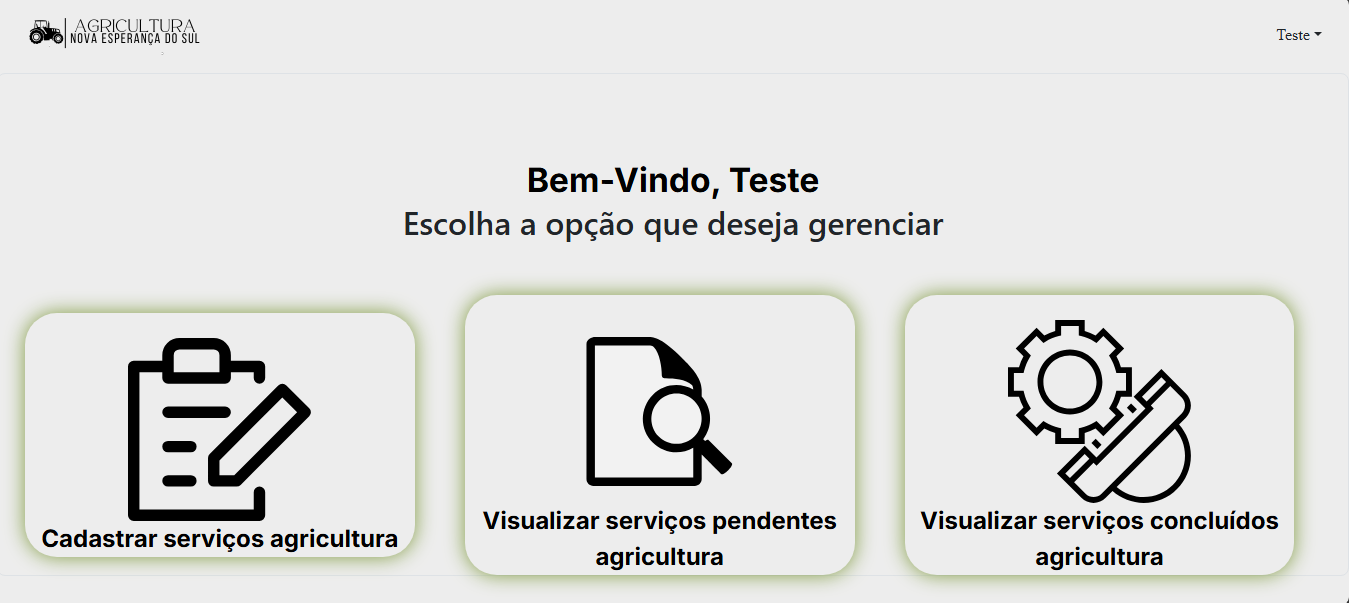 AGRICULTURA
NOVA ESPERANÇA DO SUL
Teste
Bem-Vindo, Teste
Escolha a opção que deseja gerenciar
Cadastrar serviços agricultura
Visualizar serviços pendentes
agricultura
Visualizar serviços concluídos
agricultura